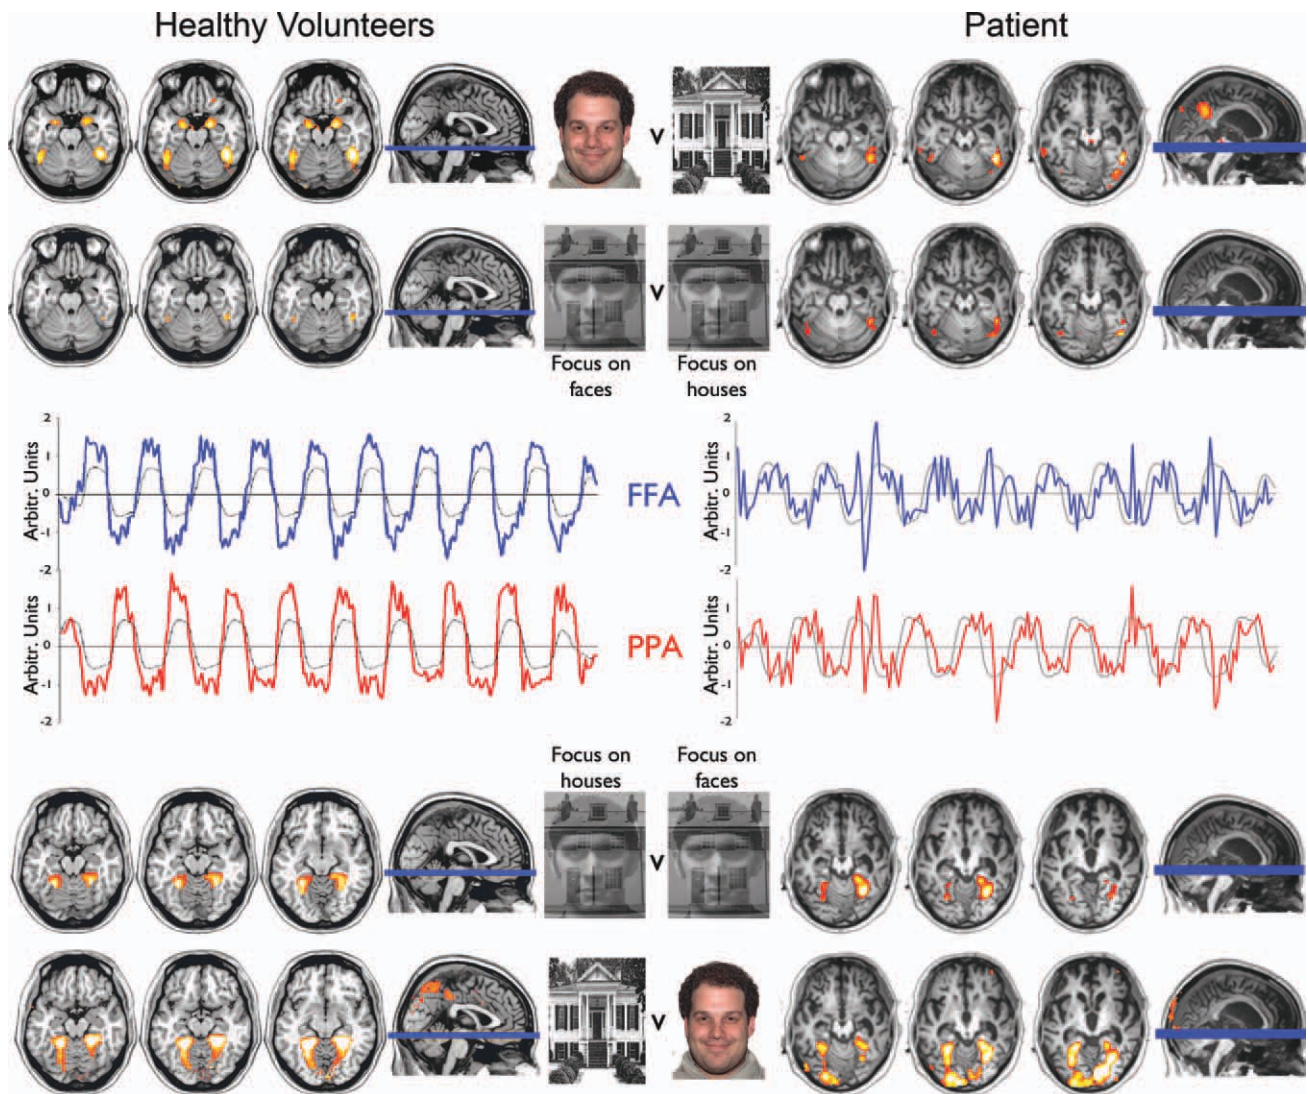 Healthy Volunteers
Patient
v
v
Focus on
faces
Focus on
houses
2
1
0
-1
-2
Arbitr. Units
FFA
2
1
0
-1
-2
Arbitr. Units
1
0
-1
-2
Arbitr. Units
PPA
1
0
-1
-2
Arbitr. Units
Focus on
houses
Focus on
faces
v
v